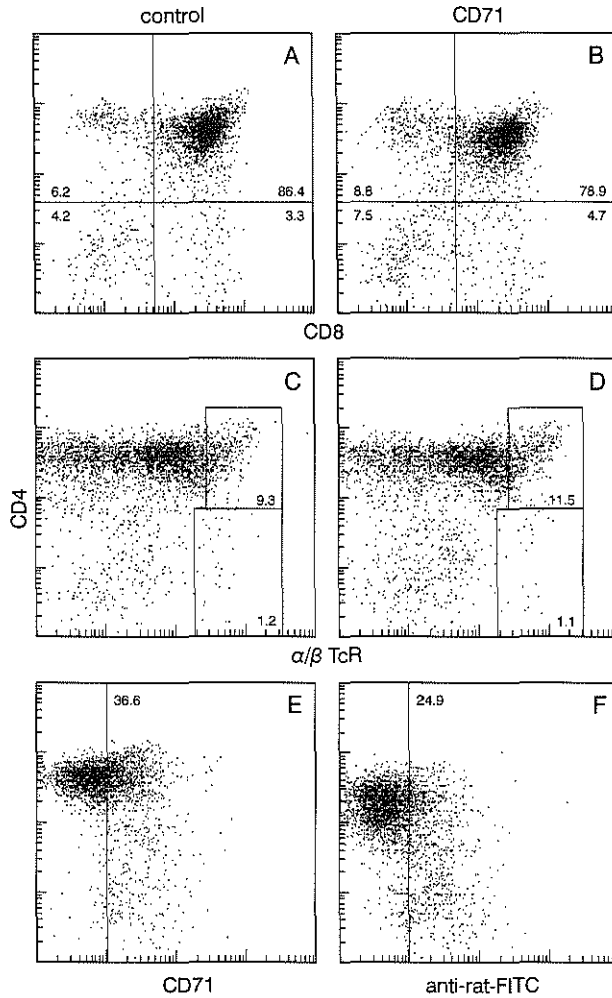 control CD71
A B
6.2 86.4 8.8 78.9
4.2 3.3 7.5 4.7
CD8
C D
CD4
9.3 11.5
1.2 1.1
α/β TcR
36.6 E 24.9 F
CD71 anti-rat-FITC